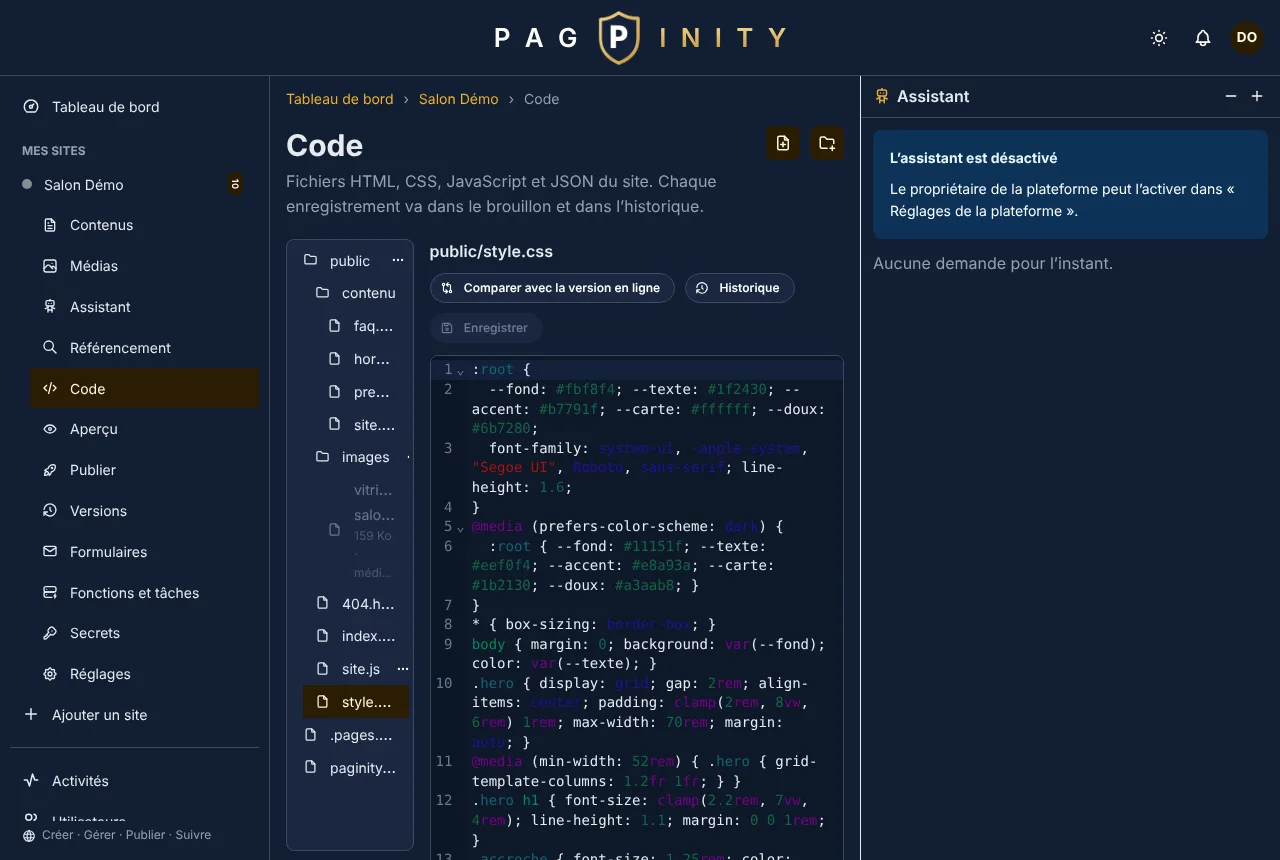 PAGPINITY
DO
Tableau de bord
MES SITES
Salon Démo
10
Contenus
Médias
Assistant
Référencement
Code
Aperçu
Publier
Versions
Formulaires
Fonctions et tâches
Secrets
Réglages
Ajouter un site
Activités
Utilisateurs
Créer · Gérer · Publier · Suivre
Tableau de bord › Salon Démo › Code
Code
Fichiers HTML, CSS, JavaScript et JSON du site. Chaque
enregistrement va dans le brouillon et dans l’historique.
public
contenu
faq....
hor...
pre...
site....
images
vitri...
salo...
159 Ko
·
médi...
404.h...
index....
site.js
style....
.pages....
paginity...
public/style.css
Comparer avec la version en ligne
Historique
Enregistrer
1 :root {
2 --fond: #fbf8f4; --texte: #1f2430; --
accent: #b7791f; --carte: #ffffff; --doux:
#6b7280;
3 font-family: system-ui, -apple-system,
"Segoe UI", Roboto, sans-serif; line-
height: 1.6;
4 }
5 @media (prefers-color-scheme: dark) {
6 :root { --fond: #11151f; --texte:
#eef0f4; --accent: #e8a93a; --carte:
#1b2130; --doux: #a3aab8; }
7 }
8 * { box-sizing: border-box; }
9 body { margin: 0; background: var(--fond);
color: var(--texte); }
10 .hero { display: grid; gap: 2rem; align-
items: center; padding: clamp(2rem, 8vw,
6rem) 1rem; max-width: 70rem; margin:
auto; }
11 @media (min-width: 52rem) { .hero { grid-
template-columns: 1.2fr 1fr; } }
12 .hero h1 { font-size: clamp(2.2rem, 7vw,
4rem); line-height: 1.1; margin: 0 0 1rem;
}
13 .accroche { font-size: 1.25rem; color:
Assistant
L’assistant est désactivé
Le propriétaire de la plateforme peut l’activer dans «
Réglages de la plateforme ».
Aucune demande pour l’instant.